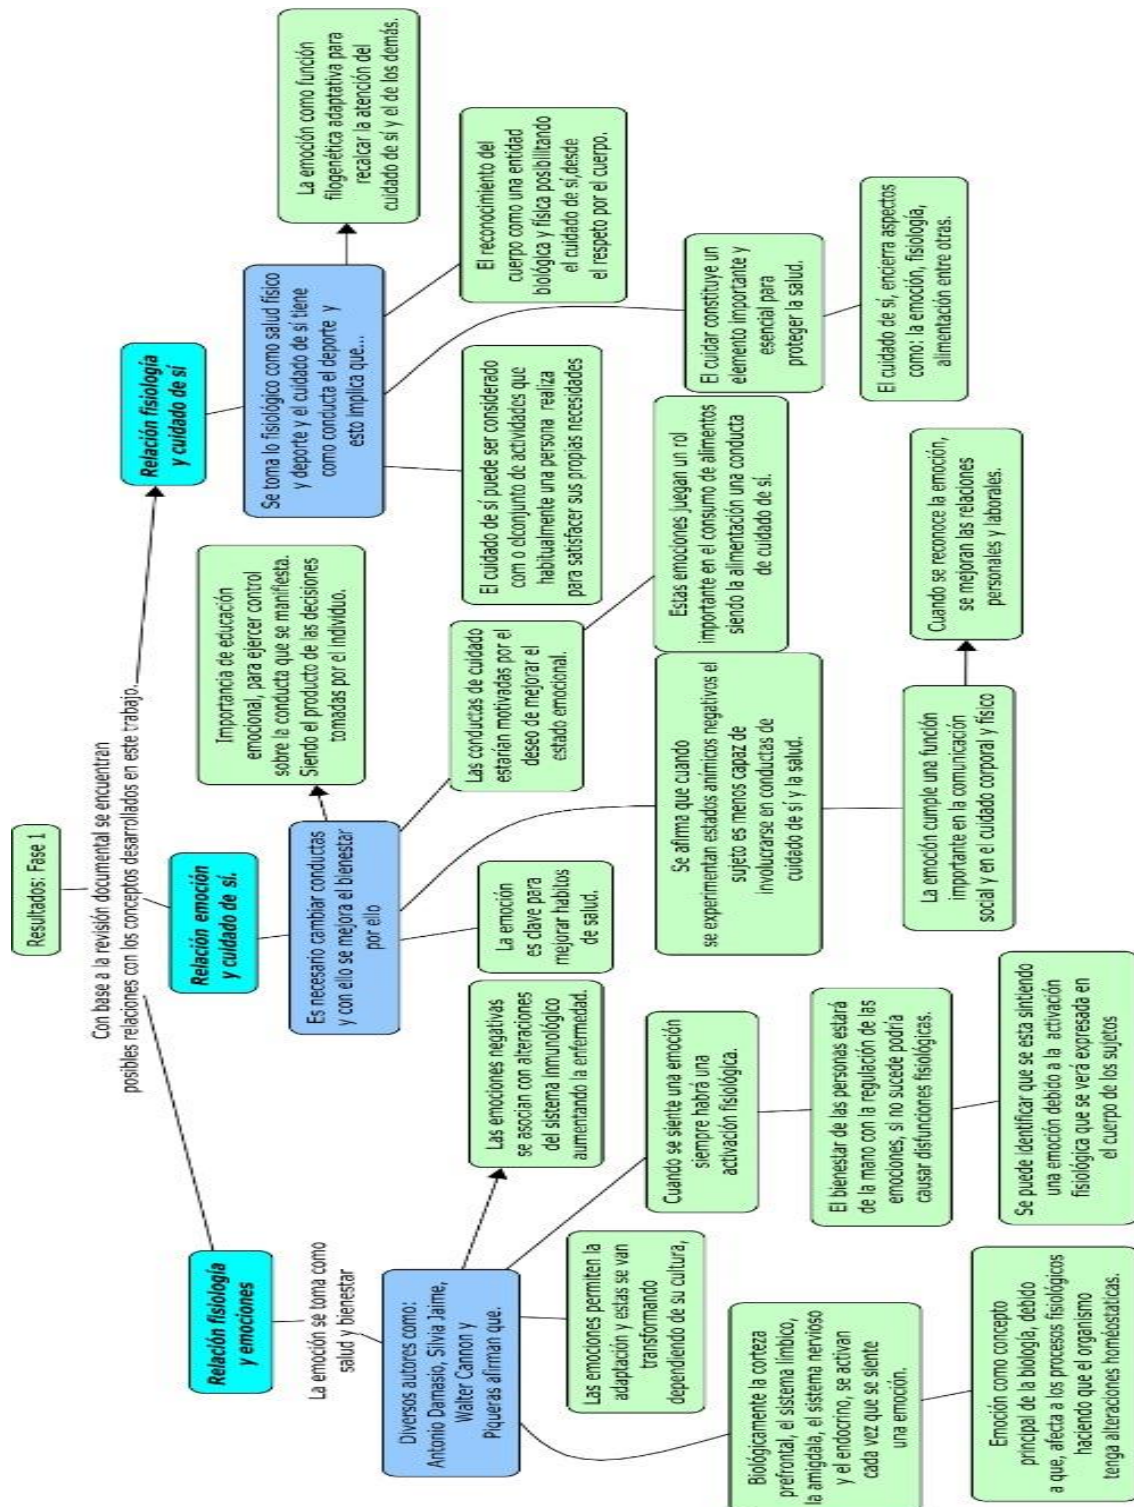 Resultados: Fase 1
Con base a la revisión documental se encuentran
posibles relaciones con los conceptos desarrollados en este trabajo.
Relación fisiología
y emociones
La emoción se toma como
salud y bienestar
Diversos autores como:
Antonio Damasio, Silvia Jaime,
Walter Cannon y
Piqueras afirman que.
Las emociones negativas
se asocian con alteraciones
del sistema inmunológico
aumentando la enfermedad.
Las emociones permiten la
adaptación y estas se van
transformando
dependiendo de su cultura,
Cuando se siente una emoción
siempre habrá una
activación fisiológica.
Biológicamente la corteza
prefrontal, el sistema límbico,
la amígdala, el sistema nervioso
y el endocrino, se activan
cada vez que se siente
una emoción.
El bienestar de las personas estará
de la mano con la regulación de las
emociones, si no sucede podría
causar disfunciones fisiológicas.
Emoción como concepto
principal de la biología, debido
a que, afecta a los procesos fisiológicos
haciendo que el organismo
tenga alteraciones homéostaticas.
Se puede identificar que se esta sintiendo
una emoción debido a la activación
fisiológica que se verá expresada en
el cuerpo de los sujetos
Relación emoción
y cuidado de sí.
Es necesario cambiar conductas
y con ello se mejora el bienestar
por ello
Importancia de educación
emocional, para ejercer control
sobre la conducta que se manifiesta.
Siendo el producto de las decisiones
tomadas por el individuo.
La emoción
es clave para
mejorar habitos
de salud.
Las conductas de cuidado
estarían motivadas por el
deseo de mejorar el
estado emocional.
Se afirma que cuando
se experimentan estados anímicos negativos el
sujeto es menos capaz de
involucrarse en conductas de
cuidado de sí y la salud.
Estas emociones juegan un rol
importante en el consumo de alimentos
siendo la alimentación una conducta
de cuidado de sí.
La emoción cumple una función
importante en la comunicación
social y en el cuidado corporal y físico
Cuando se reconoce la emoción,
se mejoran las relaciones
personales y laborales.
Relación fisiología
y cuidado de sí
Se toma lo fisiológico como salud físico
y deporte y el cuidado de sí tiene
como conducta el deporte y
esto implica que...
La emoción como función
filogenética adaptativa para
recalcar la atención del
cuidado de sí y el de los demás.
El cuidado de sí puede ser considerado
com o elconjunto de actividades que
habitualmente una persona realiza
para satisfacer sus propias necesidades
El reconocimiento del
cuerpo como una entidad
biológica y física posibilitando
el cuidado de sí,desde
el respeto por el cuerpo.
El cuidar constituye un
elemento importante y
esencial para
proteger la salud.
El cuidado de sí, encierra aspectos
como: la emoción, fisiología,
alimentación entre otras.